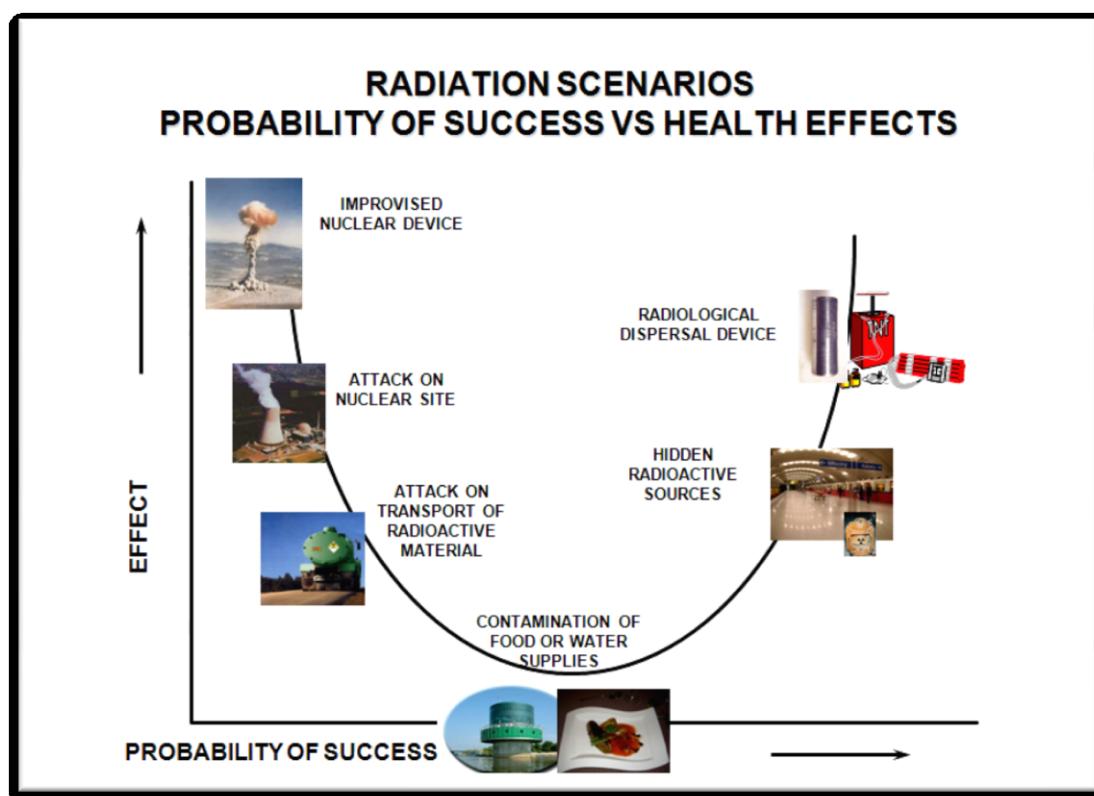 RADIATION SCENARIOS
PROBABILITY OF SUCCESS VS HEALTH EFFECTS
IMPROVISED
NUCLEAR DEVICE
RADIOLOGICAL
DISPERSAL DEVICE
ATTACK ON
NUCLEAR SITE
HIDDEN
RADIOACTIVE
SOURCES
ATTACK ON
TRANSPORT OF
RADIOACTIVE
MATERIAL
EFFECT
CONTAMINATION OF
FOOD OR WATER
SUPPLIES
PROBABILITY OF SUCCESS